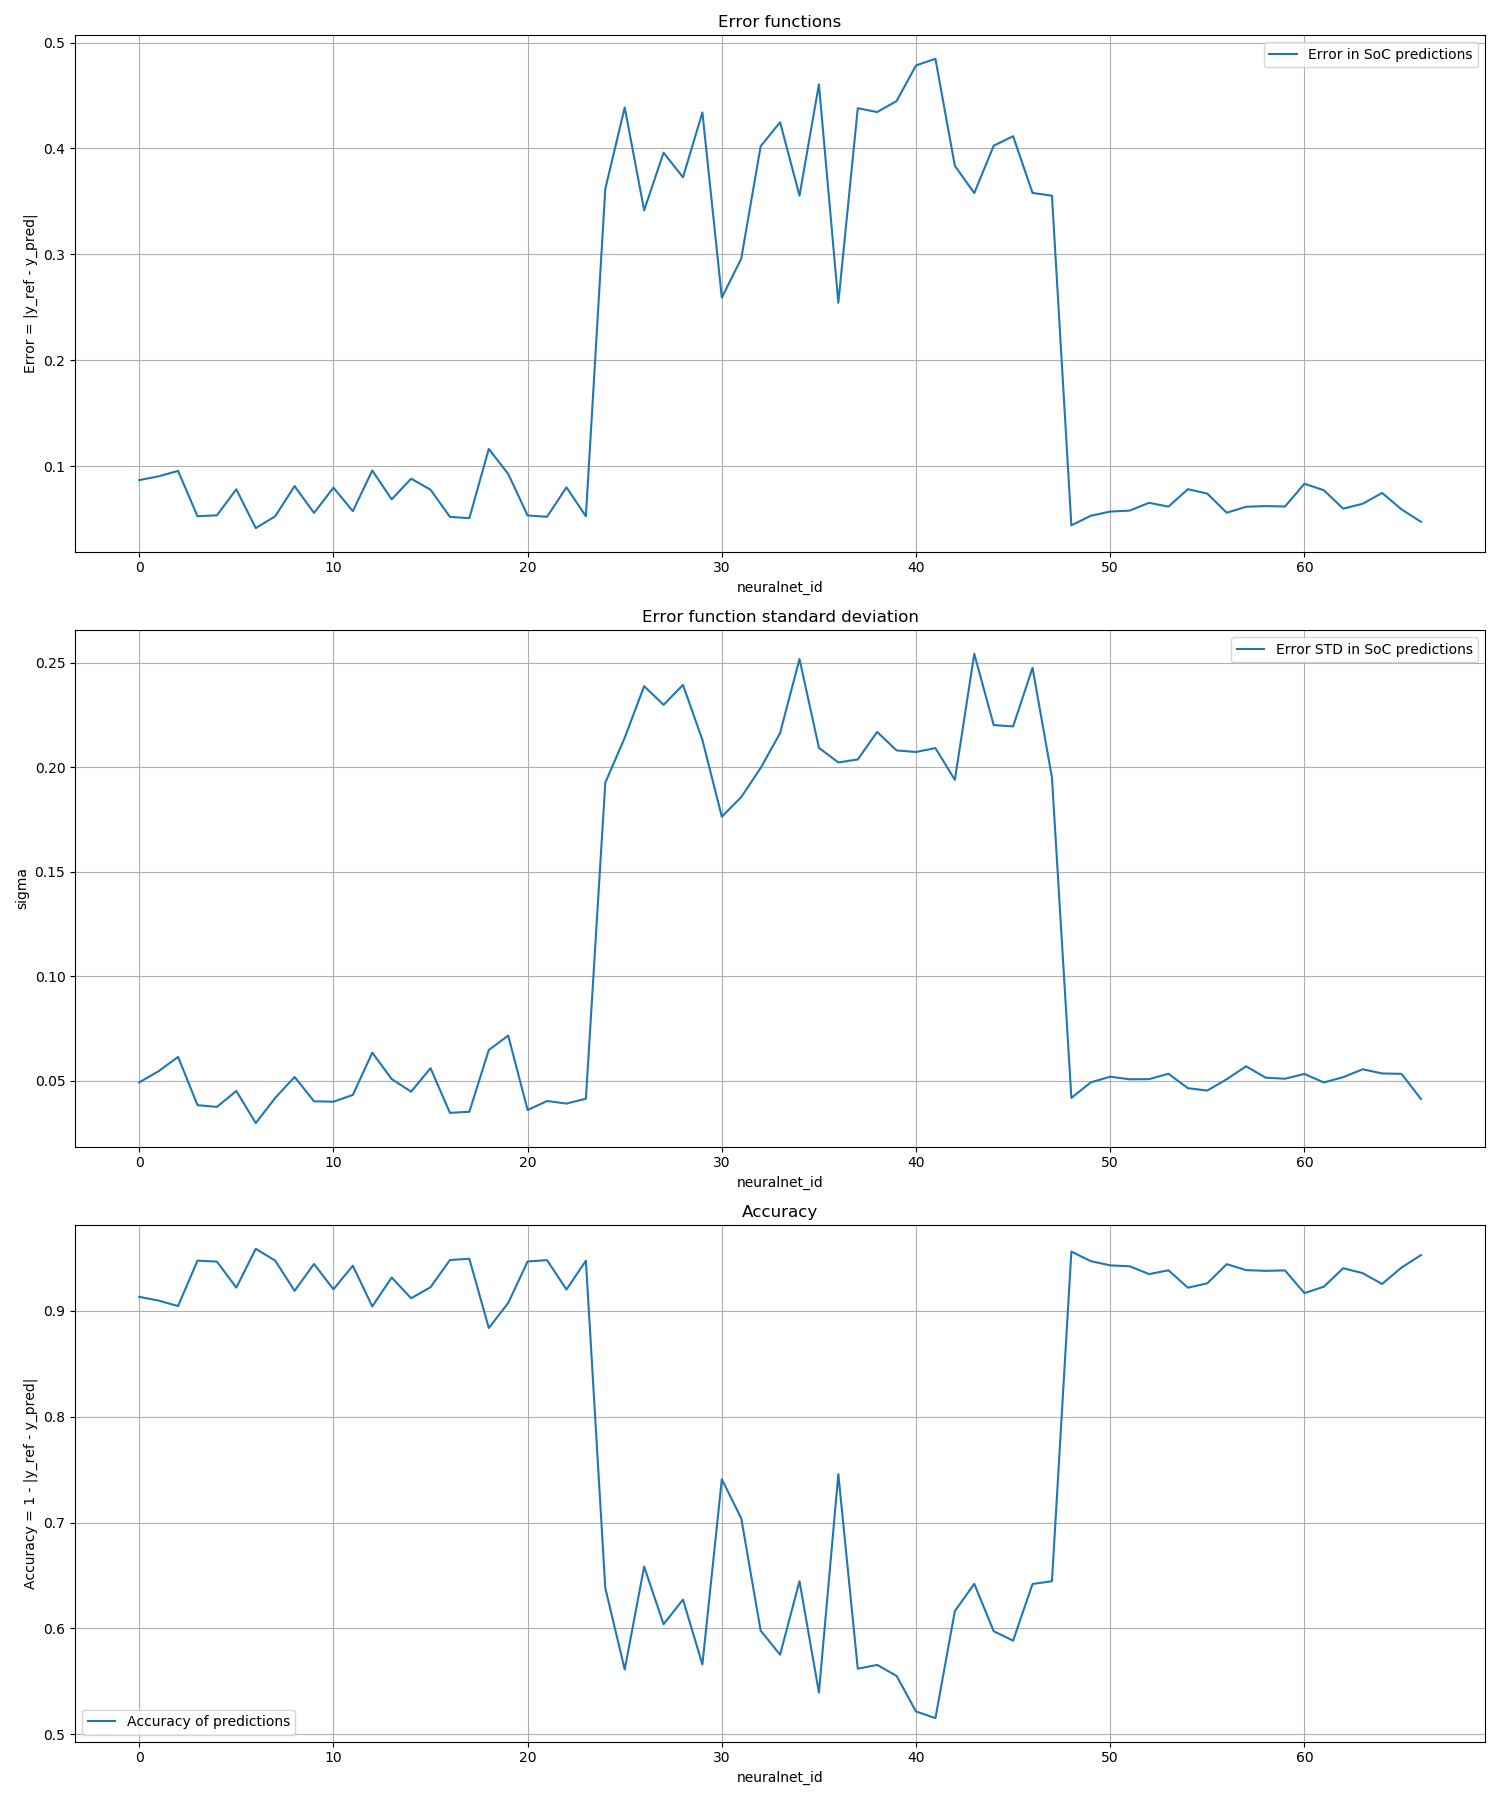 Error functions
Error in SoC predictions
Error = |y_ref - y_pred|
0.5
0.4
0.3
0.2
0.1
0 10 20 30 40 50 60
neuralnet_id
Error function standard deviation
Error STD in SoC predictions
sigma
0.25
0.20
0.15
0.10
0.05
0 10 20 30 40 50 60
neuralnet_id
Accuracy
Accuracy = 1 - |y_ref - y_pred|
0.9
0.8
0.7
0.6
0.5
Accuracy of predictions
0 10 20 30 40 50 60
neuralnet_id